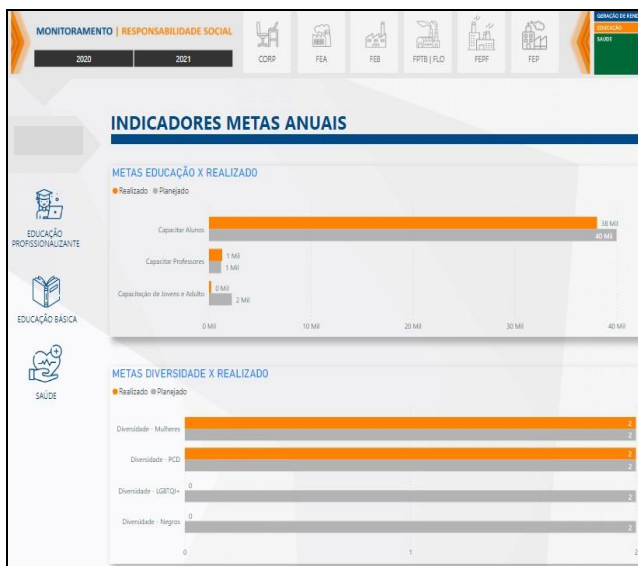 MONITORAMENTO | RESPONSABILIDADE SOCIAL
2020 2021
CORP FEA FEB FPTB | FLO FEPF FEP
GERAÇÃO DE REND
EDUCAÇÃO
SAÚDE
INDICADORES METAS ANUAIS
METAS EDUCAÇÃO X REALIZADO
Realizado Planejado
Capacitar Alunos 38 Mil
40 Mil
Capacitar Professores 1 Mil
1 Mil
Capacitação de Jovens e Adulto 0 Mil
2 Mil
0 Mil 10 Mil 20 Mil 30 Mil 40 Mil
EDUCAÇÃO
PROFISSIONALIZANTE
EDUCAÇÃO BÁSICA
SAÚDE
METAS DIVERSIDADE X REALIZADO
Realizado Planejado
Diversidade - Mulheres 2
2
Diversidade - PCD 2
2
Diversidade - LGBTQI+ 0
2
Diversidade - Negros 0
2
0 1 2